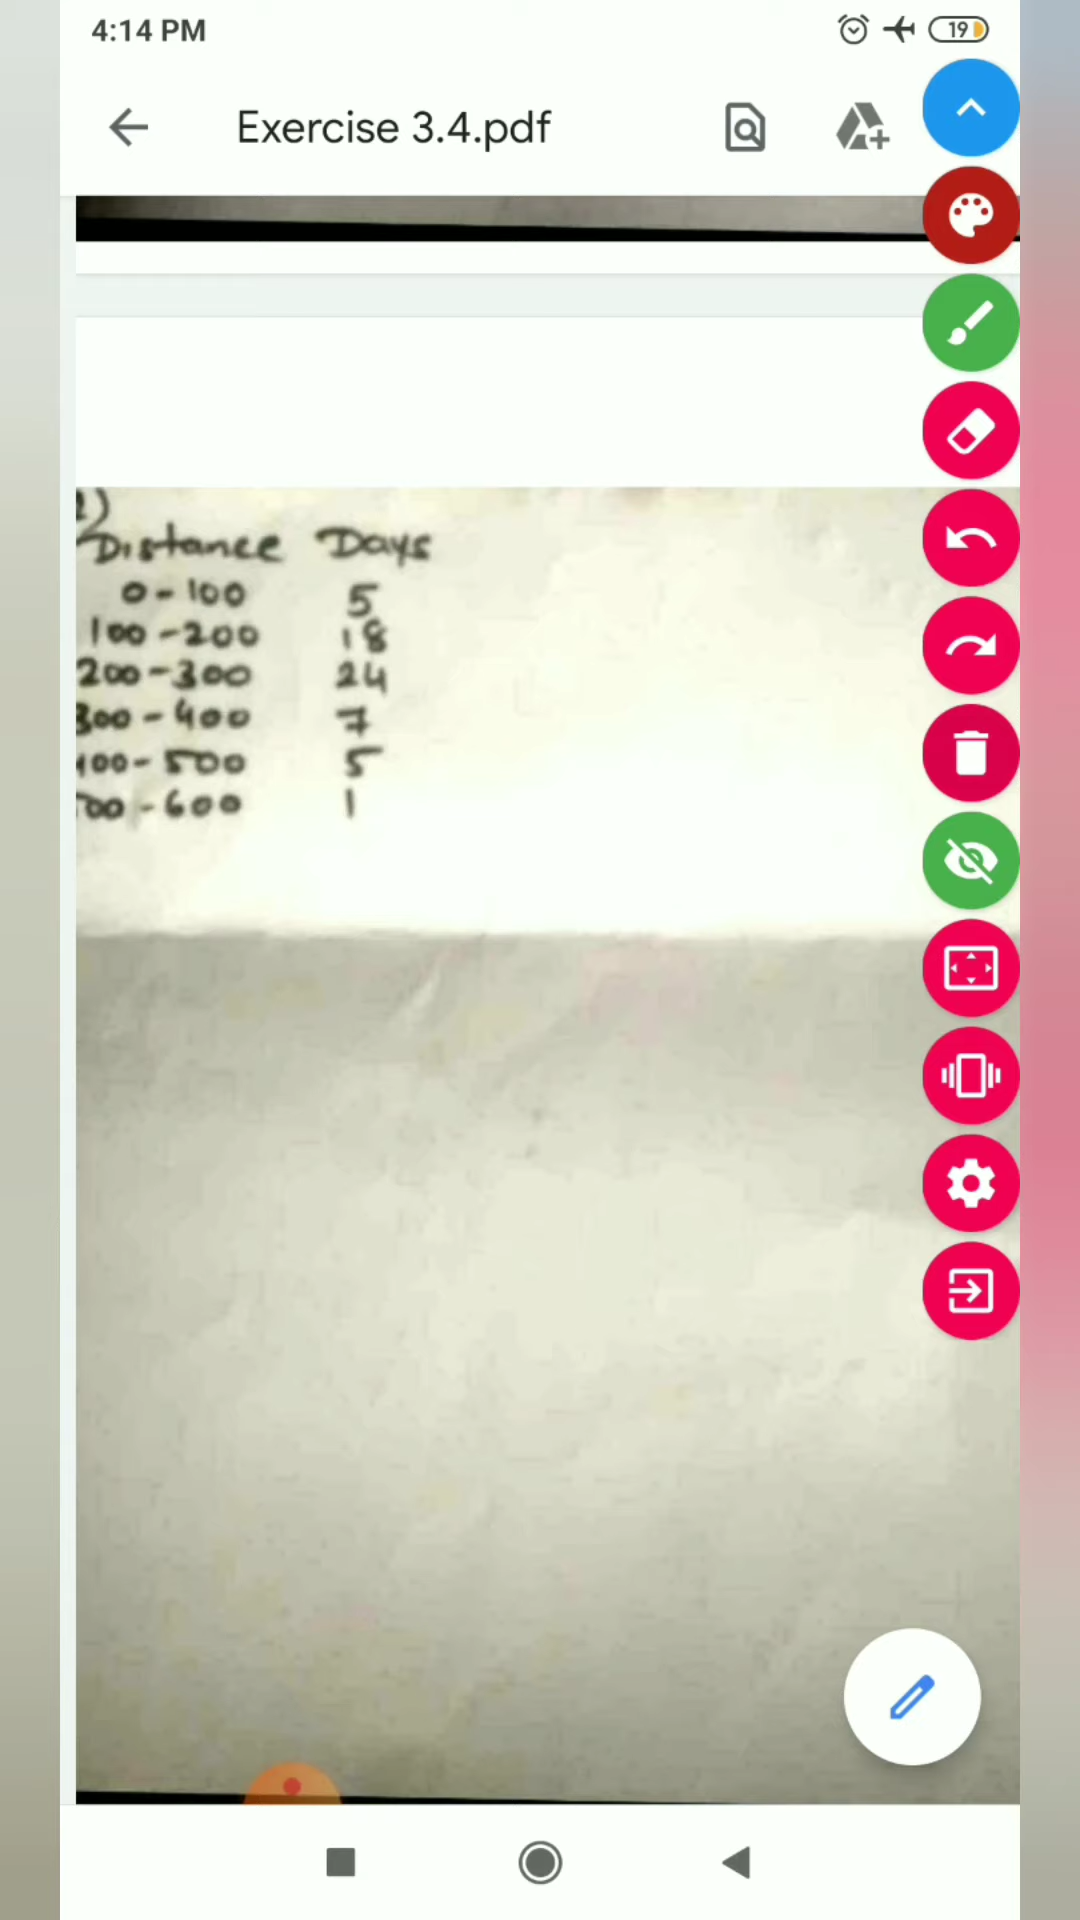 4:14 PM
19
Exercise 3.4.pdf
Distance Days
0-100 5
100-200 18
200-300 24
300-400 7
400-500 5
500-600 1